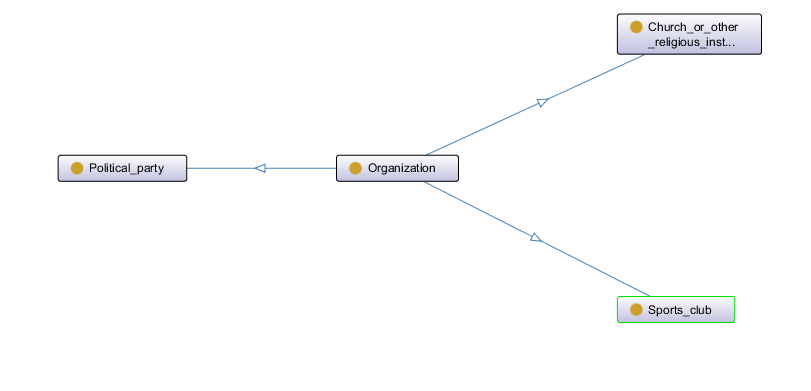 Church_or_other
_religious_inst...
Political_party
Organization
Sports_club